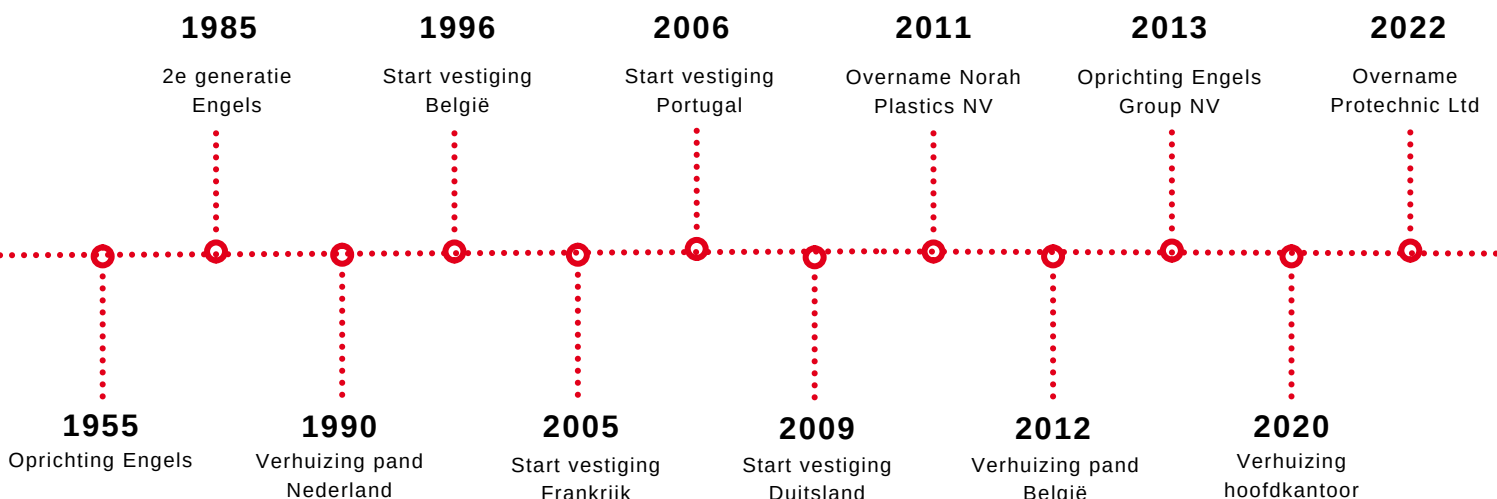 1985
2e generatie
Engels
1996
Start vestiging
België
2006
Start vestiging
Portugal
2011
Overname Norah
Plastics NV
2013
Oprichting Engels
Group NV
2022
Overname
Protechnic Ltd
1955
Oprichting Engels
1990
Verhuizing pand
Nederland
2005
Start vestiging
Frankrijk
2009
Start vestiging
Duitsland
2012
Verhuizing pand
België
2020
Verhuizing
hoofdkantoor